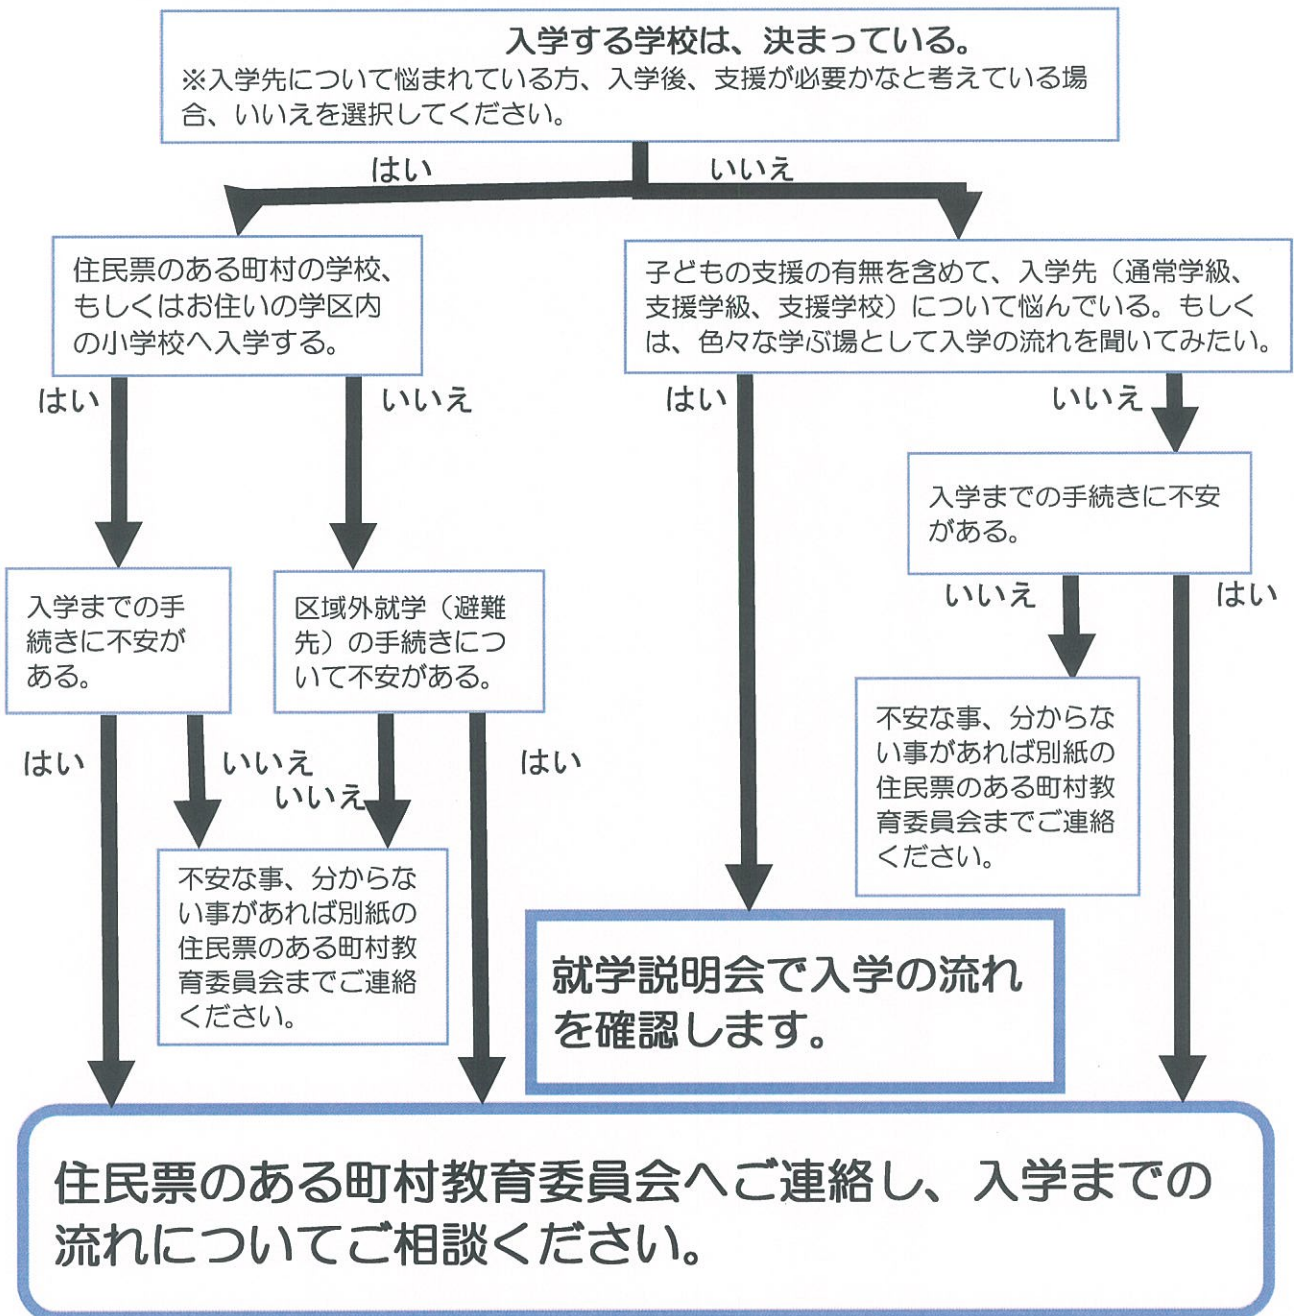 入学する学校は、決まっている。
※入学先について悩まれている方、入学後、支援が必要かなと考えている場
合、いいえを選択してください。
はい
いいえ
住民票のある町村の学校、
もしくはお住いの学区内
の小学校へ入学する。
子どもの支援の有無を含めて、入学先（通常学級、
支援学級、支援学校）について悩んでいる。もしく
は、色々な学ぶ場として入学の流れを聞いてみたい。
はい
いいえ
はい
いいえ
入学までの手続きに不安
がある。
入学までの手
続きに不安が
ある。
区域外就学（避難
先）の手続きにつ
いて不安がある。
いいえ
はい
はい
いいえ
いいえ
はい
不安な事、分からな
い事があれば別紙の
住民票のある町村教
育委員会までご連絡
ください。
不安な事、分からな
い事があれば別紙の
住民票のある町村教
育委員会までご連絡
ください。
就学説明会で入学の流れ
を確認します。
住民票のある町村教育委員会へご連絡し、入学までの
流れについてご相談ください。